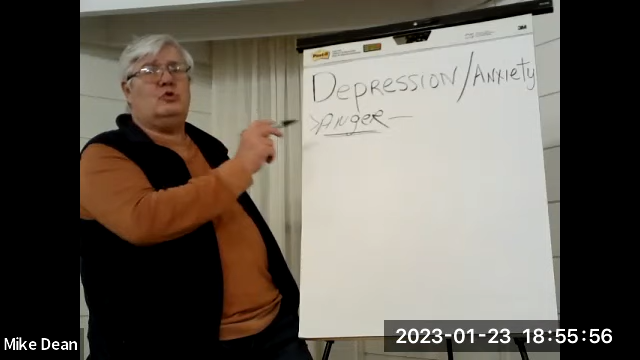 Post-it
3M
Depression/Anxiety
>Anger—
Mike Dean
2023-01-23 18:55:56